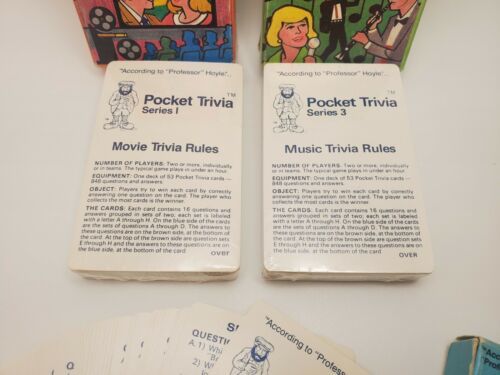 "According to "Professor" Hoyle"...
Pocket Trivia™
Series I
Movie Trivia Rules
NUMBER OF PLAYERS: Two or more, individually
or in teams. The typical game plays in under an hour.
EQUIPMENT: One deck of 53 Pocket Trivia cards —
848 questions and answers.
OBJECT: Players try to win each card by correctly
answering one question on the card. The player who
collects the most cards is the winner.
THE CARDS: Each card contains 16 questions and
answers grouped in sets of two; each set is labeled
with a letter A through H. On the blue side of the cards
are the sets of questions A through D. The answers to
these questions are on the brown side, at the bottom of
the card. At the top of the brown side are question sets
E through H and the answers to these questions are on
the blue side at bottom of the card
OVER
"According to "Professor" Hoyle"...
Pocket Trivia™
Series 3
Music Trivia Rules
NUMBER OF PLAYERS: Two or more, individually
or in teams. The typical game plays in under an hour.
EQUIPMENT: One deck of 53 Pocket Trivia cards —
848 questions and answers.
OBJECT: Players try to win each card by correctly
answering one question on the card. The player who
collects the most cards is the winner.
THE CARDS: Each card contains 16 questions and
answers grouped in sets of two; each set is labeled
with a letter A through H. On the blue side of the cards
are the sets of questions A through D. The answers to
these questions are on the brown side, at the bottom of
the card. At the top of the brown side are question sets
E through H and the answers to these questions are on
the blue side at bottom of the card.
OVER
QUESTI
A.1) Whi
2) Wh
"According to "Profes
"Accord